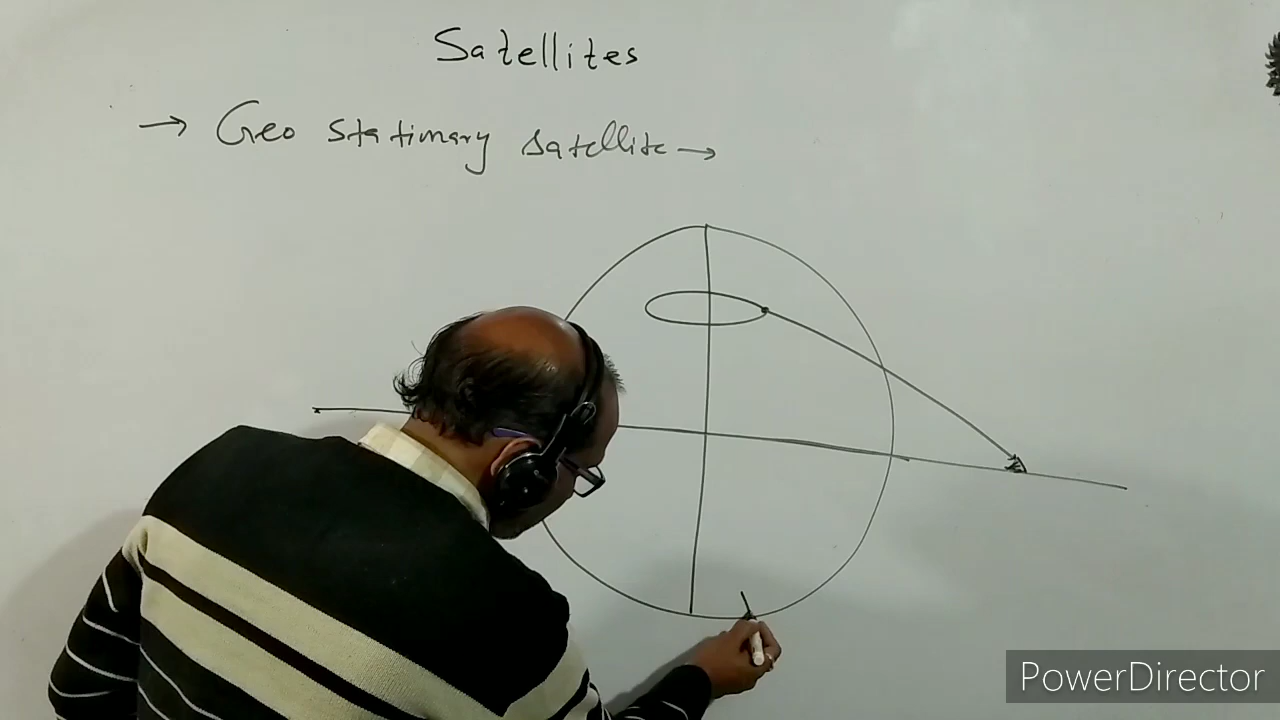 Satellites
→ Geo stationary satellite →
PowerDirector